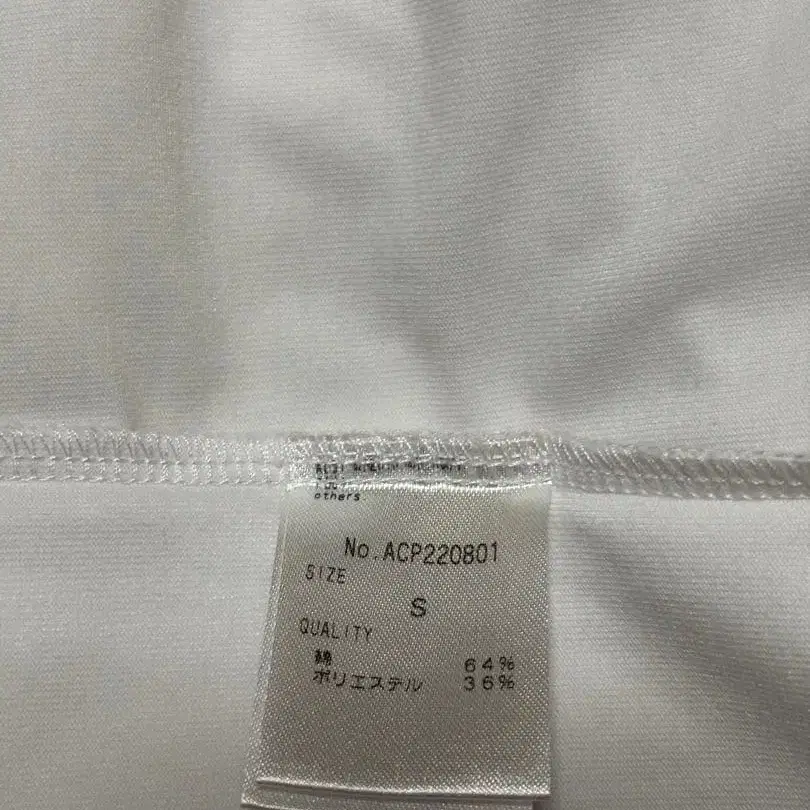 others.
No.ACP220801
SIZE
S
QUALITY
綿 64%
ポリエステル 36%